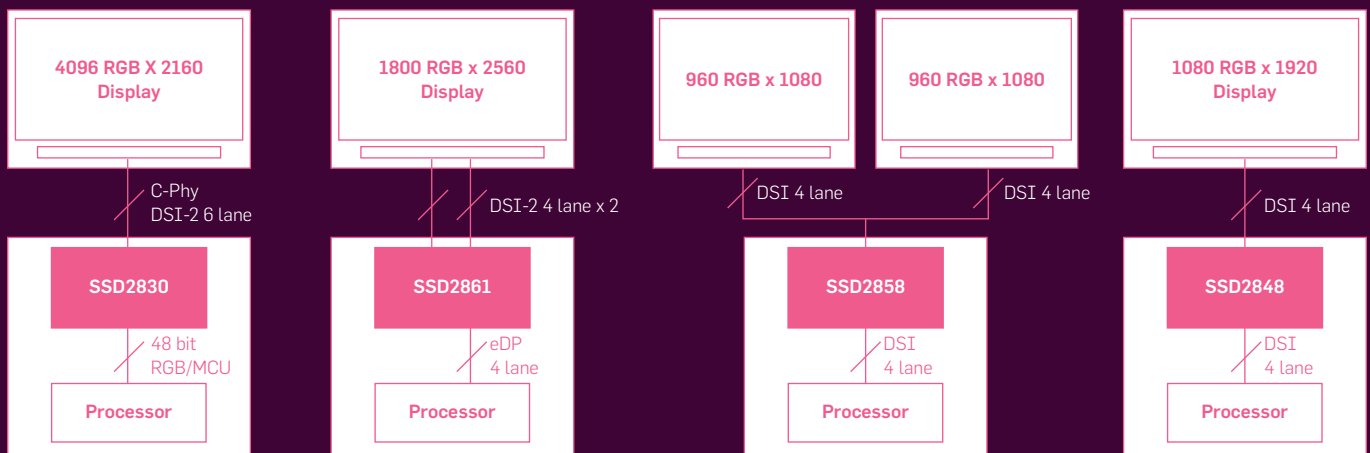 4096 RGB X 2160
Display
1800 RGB x 2560
Display
960 RGB x 1080
960 RGB x 1080
1080 RGB x 1920
Display
C-Phy
DSI-2 6 lane
DSI-2 4 lane x 2
DSI 4 lane
DSI 4 lane
DSI 4 lane
SSD2830
SSD2861
SSD2858
SSD2848
48 bit
RGB/MCU
eDP
4 lane
DSI
4 lane
DSI
4 lane
Processor
Processor
Processor
Processor